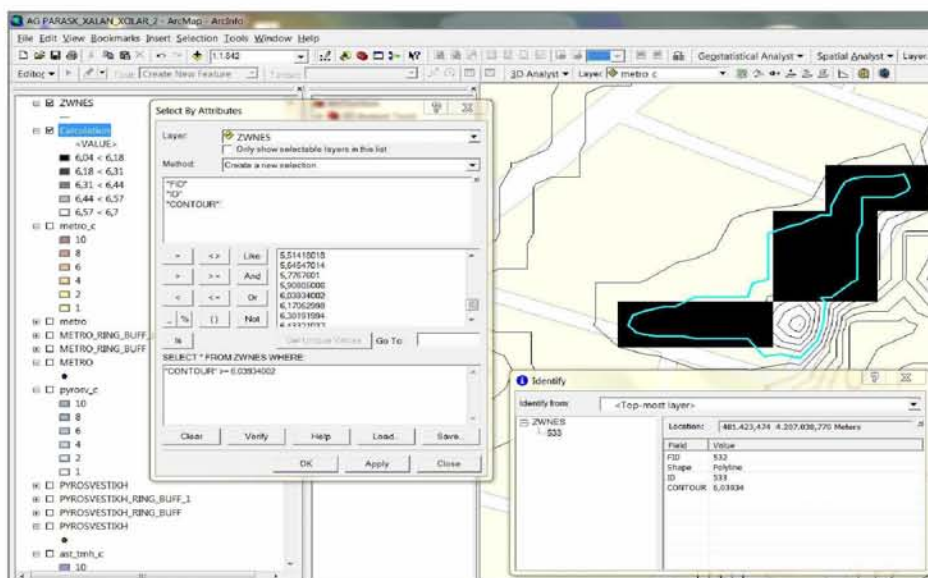 AG PARASK_XALAN_XOLAR_2 - ArcMap - ArcInfo
File Edit View Bookmarks Insert Selection Tools Window Help
1:1.642
Geostatistical Analyst
Spatial Analyst
Layer
Editor
Create New Feature
3D Analyst
Layer: metro_c
ZWNES
Calculation
<VALUE>
6,04 < 6,18
6,18 < 6,31
6,31 < 6,44
6,44 < 6,57
6,57 < 6,7
metro_c
10
8
6
4
2
1
metro
METRO_RING_BUFF
METRO_RING_BUFF
METRO
pyrosv_c
10
8
6
4
2
1
PYROSVESTIKH
PYROSVESTIKH_RING_BUFF_1
PYROSVESTIKH_RING_BUFF
PYROSVESTIKH
ast_tmh_c
10
Select By Attributes
Layer: ZWNES
Only show selectable layers in this list
Method: Create a new selection
"FID"
"ID"
"CONTOUR"
= <> Like
> >= And
< <= Or
_ % () Not
Is
5,51418018
5,64547014
5,7767601
5,90805006
6,03934002
6,17062998
6,30191994
Get Unique Values Go To:
SELECT * FROM ZWNES WHERE:
"CONTOUR" >= 6.03934002
Clear Verify Help Load... Save...
OK Apply Close
Identify
Identify from: <Top-most layer>
ZWNES
533
Location: 481.423,474 4.207.038,770 Meters
Field Value
FID 532
Shape Polyline
ID 533
CONTOUR 6,03934